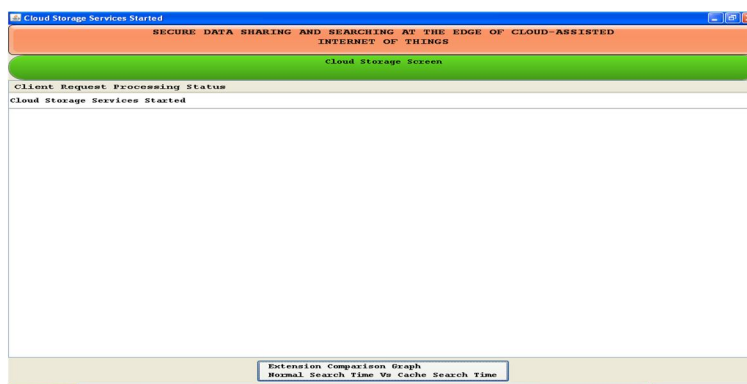 Cloud Storage Services Started
SECURE DATA SHARING AND SEARCHING AT THE EDGE OF CLOUD-ASSISTED
INTERNET OF THINGS
Cloud Storage Screen
Client Request Processing Status
Cloud Storage Services Started
Extension Comparison Graph
Normal Search Time Vs Cache Search Time